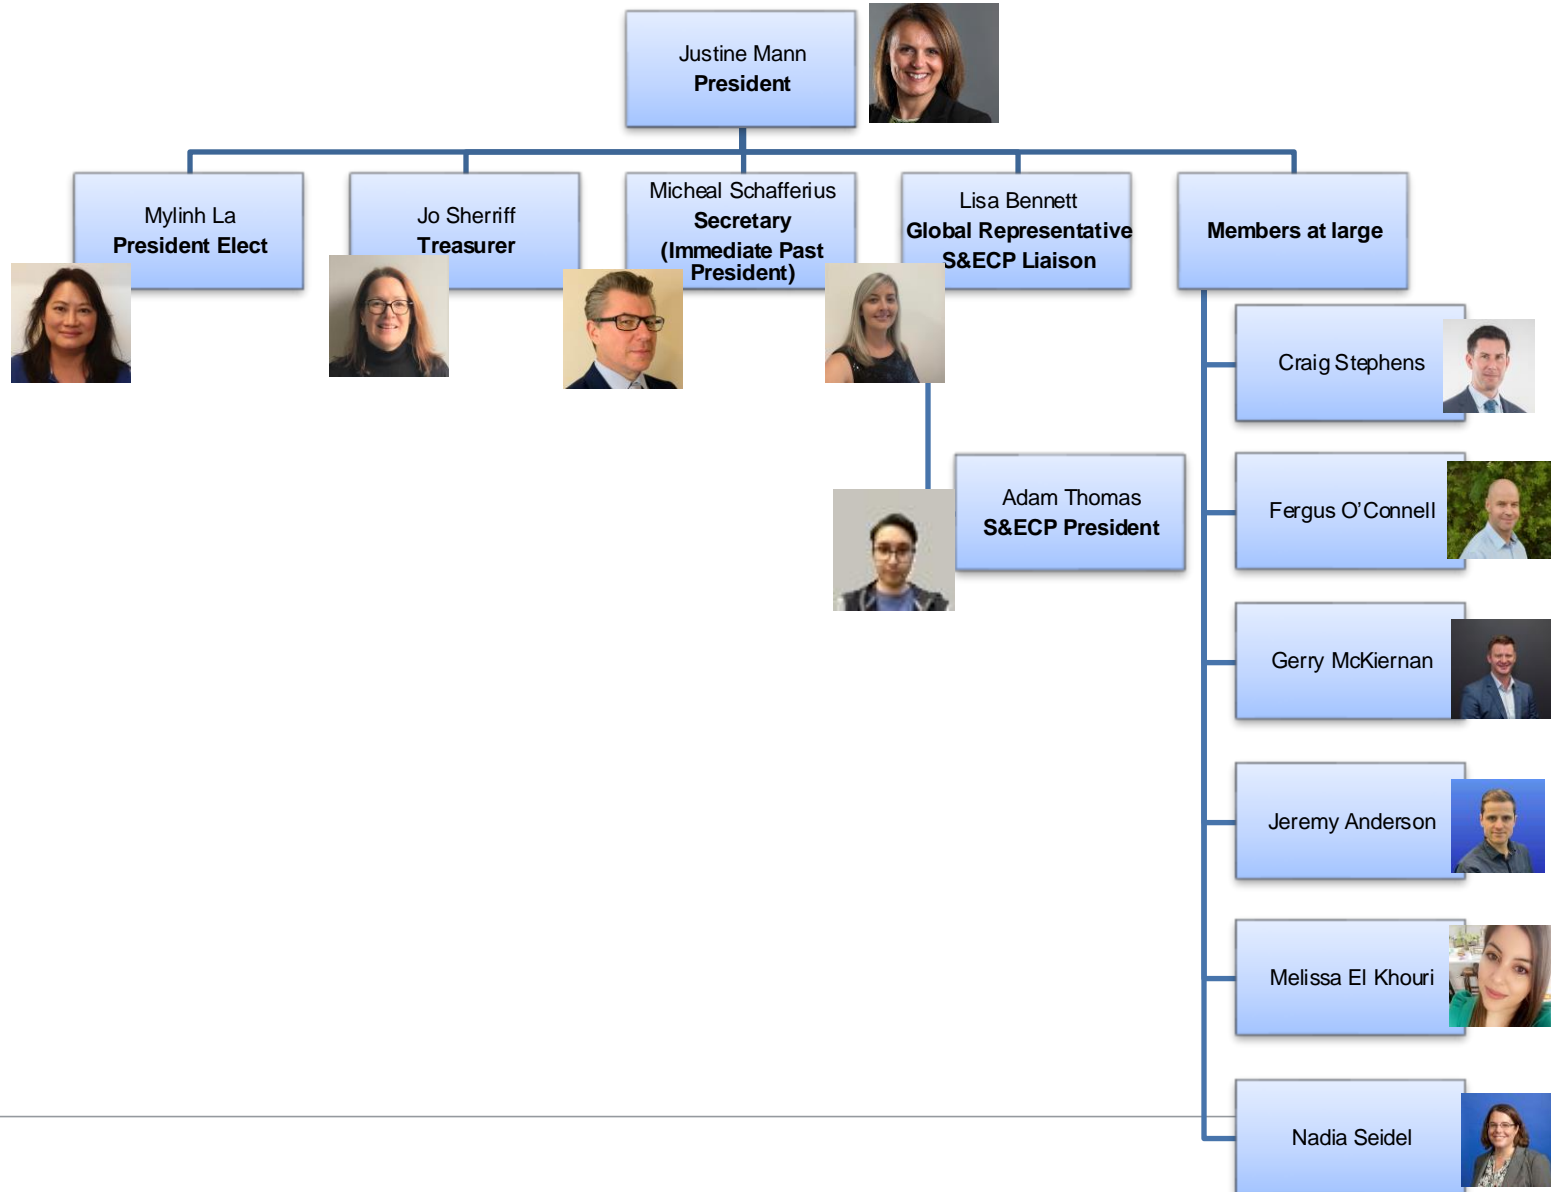 Justine Mann
President
Mylinh La
President Elect
Jo Sherriff
Treasurer
Micheal Schafferius
Secretary
(Immediate Past
President)
Lisa Bennett
Global Representative
S&ECP Liaison
Members at large
Craig Stephens
Adam Thomas
S&ECP President
Fergus O’Connell
Gerry McKiernan
Jeremy Anderson
Melissa El Khouri
Nadia Seidel